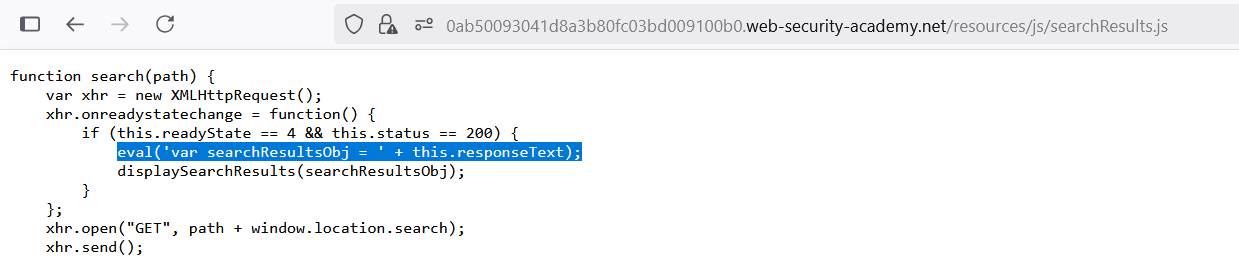 0ab50093041d8a3b80fc03bd009100b0.web-security-academy.net/resources/js/searchResults.js
function search(path) {
    var xhr = new XMLHttpRequest();
    xhr.onreadystatechange = function() {
        if (this.readyState == 4 && this.status == 200) {
            eval('var searchResultsObj = ' + this.responseText);
            displaySearchResults(searchResultsObj);
        }
    };
    xhr.open("GET", path + window.location.search);
    xhr.send();